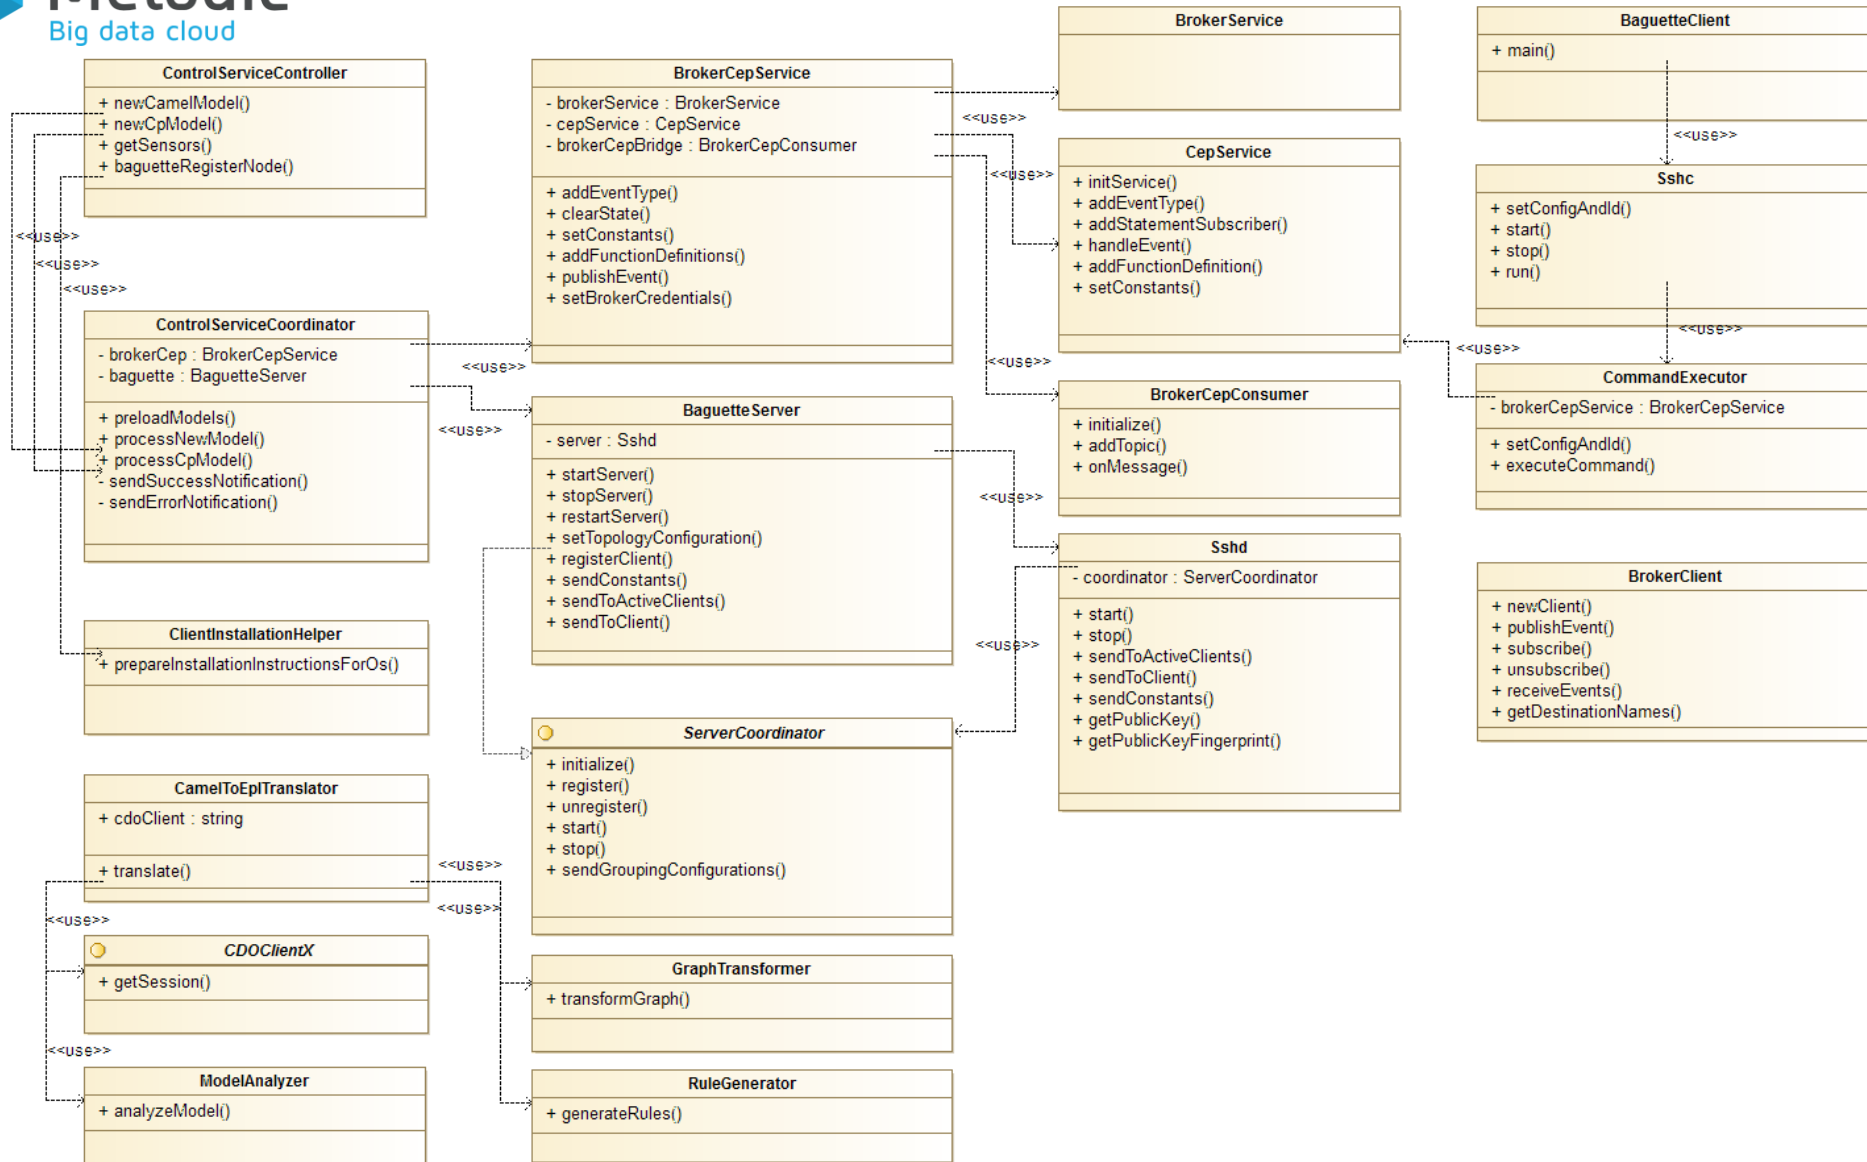 Big data cloud
ControlServiceController
+ newCamelModel()
+ newCpModel()
+ getSensors()
+ baguetteRegisterNode()
<<use>>
<<use>>
<<use>>
ControlServiceCoordinator
- brokerCep : BrokerCepService
- baguette : BaguetteServer
+ preloadModels()
+ processNewModel()
+ processCpModel()
- sendSuccessNotification()
- sendErrorNotification()
ClientInstallationHelper
+ prepareInstallationInstructionsForOs()
CamelToEplTranslator
+ cdoClient : string
+ translate()
<<use>>
CDOClientX
+ getSession()
<<use>>
ModelAnalyzer
+ analyzeModel()
BrokerCepService
- brokerService : BrokerService
- cepService : CepService
- brokerCepBridge : BrokerCepConsumer
+ addEventType()
+ clearState()
+ setConstants()
+ addFunctionDefinitions()
+ publishEvent()
+ setBrokerCredentials()
<<use>>
<<use>>
BaguetteServer
- server : Sshd
+ startServer()
+ stopServer()
+ restartServer()
+ setTopologyConfiguration()
+ registerClient()
+ sendConstants()
+ sendToActiveClients()
+ sendToClient()
ServerCoordinator
+ initialize()
+ register()
+ unregister()
+ start()
+ stop()
+ sendGroupingConfigurations()
<<use>>
<<use>>
GraphTransformer
+ transformGraph()
RuleGenerator
+ generateRules()
BrokerService
<<use>>
<<use>>
CepService
+ initService()
+ addEventType()
+ addStatementSubscriber()
+ handleEvent()
+ addFunctionDefinition()
+ setConstants()
<<use>>
BrokerCepConsumer
+ initialize()
+ addTopic()
+ onMessage()
<<use>>
Sshd
- coordinator : ServerCoordinator
+ start()
+ stop()
+ sendToActiveClients()
+ sendToClient()
+ sendConstants()
+ getPublicKey()
+ getPublicKeyFingerprint()
<<use>>
BaguetteClient
+ main()
<<use>>
Sshc
+ setConfigAndId()
+ start()
+ stop()
+ run()
<<use>>
<<use>>
CommandExecutor
- brokerCepService : BrokerCepService
+ setConfigAndId()
+ executeCommand()
BrokerClient
+ newClient()
+ publishEvent()
+ subscribe()
+ unsubscribe()
+ receiveEvents()
+ getDestinationNames()